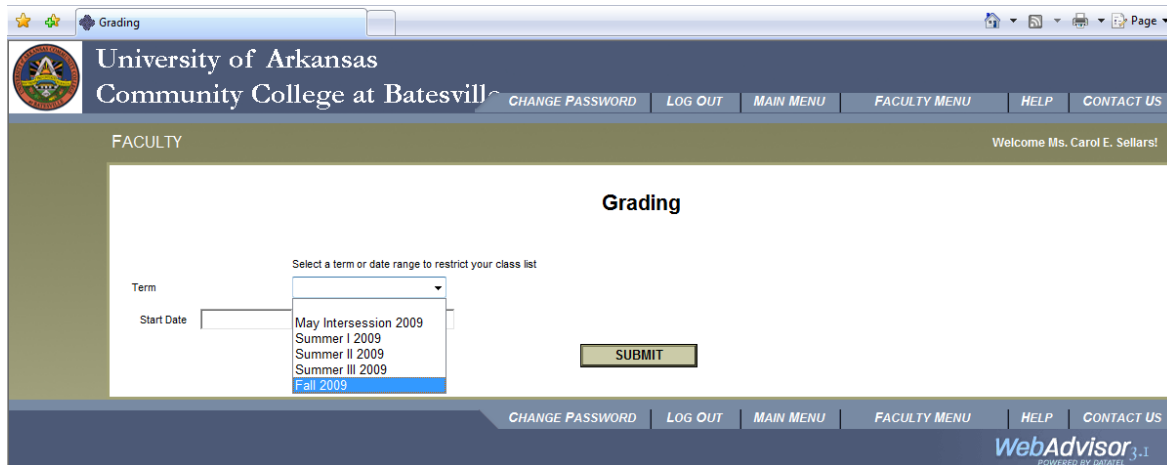 Grading
Page
University of Arkansas
Community College at Batesville
CHANGE PASSWORD LOG OUT MAIN MENU FACULTY MENU HELP CONTACT US
FACULTY
Welcome Ms. Carol E. Sellars!
Grading
Select a term or date range to restrict your class list
Term
Start Date
May Intersession 2009
Summer I 2009
Summer II 2009
Summer III 2009
Fall 2009
SUBMIT
CHANGE PASSWORD LOG OUT MAIN MENU FACULTY MENU HELP CONTACT US
WebAdvisor 3.1
POWERED BY DATATEL